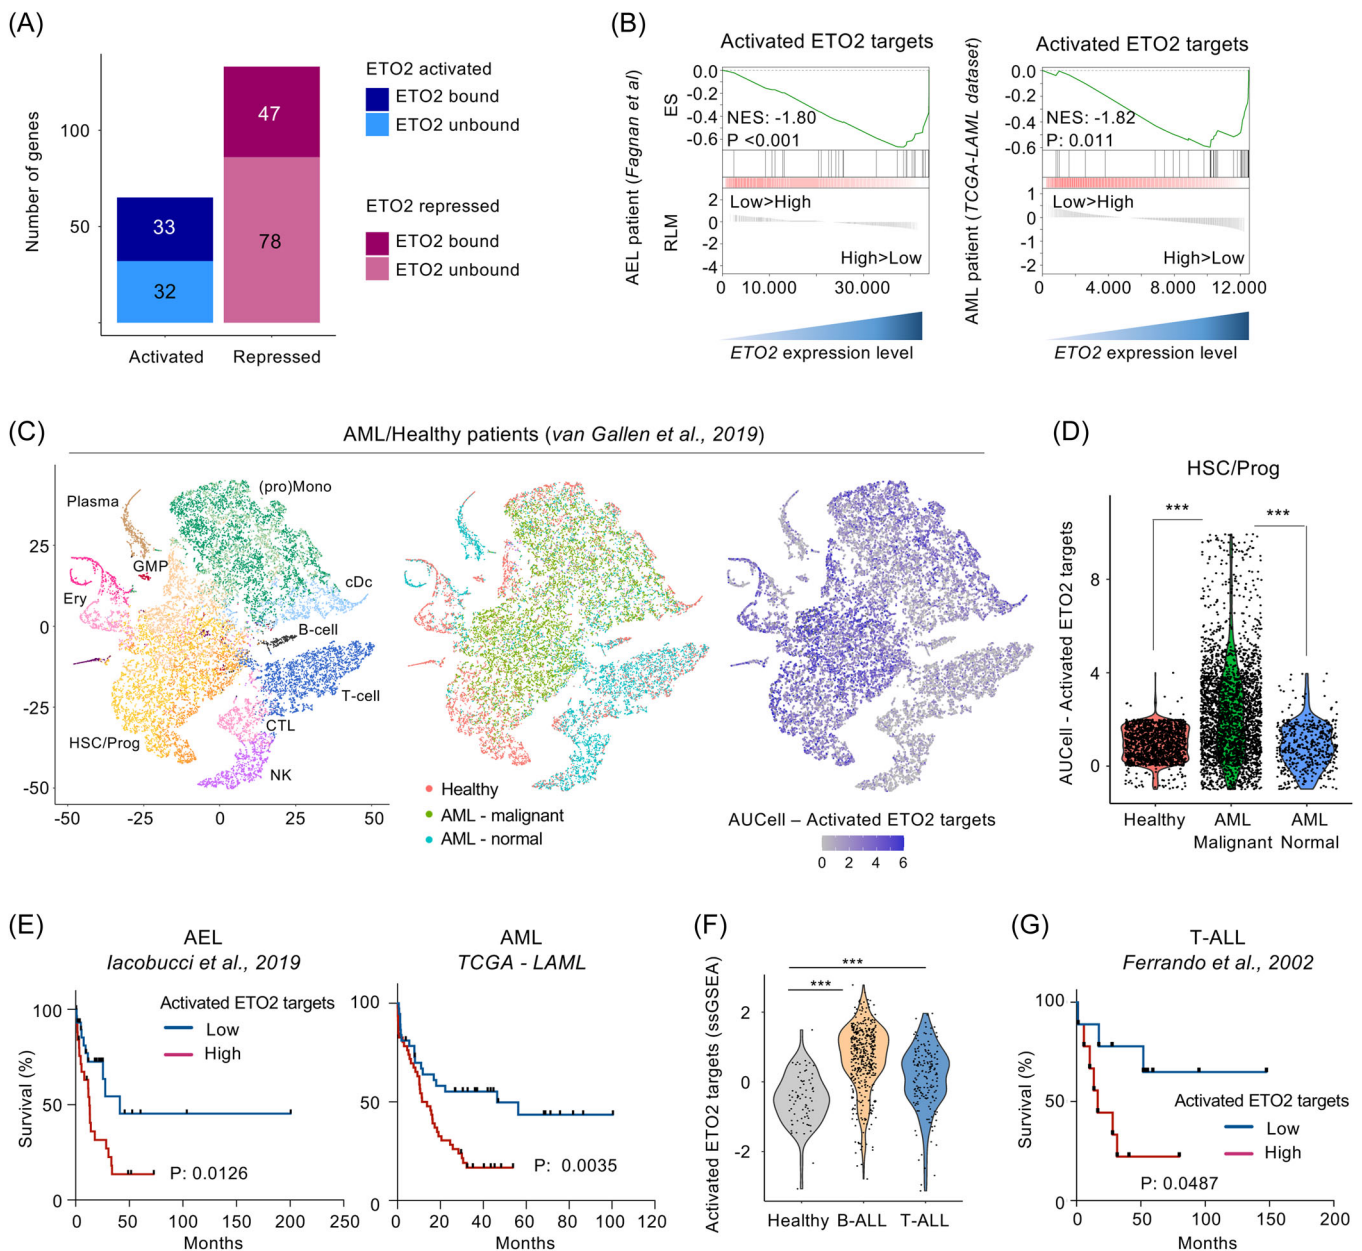 (A)
Number of genes
100
50
47
78
33
32
Activated
Repressed
ETO2 activated
ETO2 bound
ETO2 unbound
ETO2 repressed
ETO2 bound
ETO2 unbound
(B)
AEL patient (Fagnan et al)
Activated ETO2 targets
ES
0.0
-0.2
-0.4
-0.6
NES: -1.80
P <0.001
RLM
2
0
-2
-4
Low>High
High>Low
0
10.000
30.000
ETO2 expression level
AML patient (TCGA-LAML dataset)
Activated ETO2 targets
0.0
-0.2
-0.4
-0.6
NES: -1.82
P: 0.011
1
0
-1
-2
Low>High
High>Low
0
4.000
8.000
12.000
ETO2 expression level
(C)
AML/Healthy patients (van Gallen et al., 2019)
25
0
-25
-50
-50
-25
0
25
50
Plasma
(pro)Mono
GMP
cDc
Ery
B-cell
T-cell
CTL
HSC/Prog
NK
Healthy
AML - malignant
AML - normal
AUCell – Activated ETO2 targets
0 2 4 6
(D)
HSC/Prog
AUCell - Activated ETO2 targets
8
4
0
***
***
Healthy
AML
Malignant
AML
Normal
(E)
AEL
Iacobucci et al., 2019
Survival (%)
100
50
0
Activated ETO2 targets
Low
High
P: 0.0126
0 50 100 150 200 250
Months
AML
TCGA - LAML
100
50
0
P: 0.0035
0 20 40 60 80 100 120
Months
(F)
Activated ETO2 targets (ssGSEA)
2
0
-2
***
***
Healthy B-ALL T-ALL
(G)
T-ALL
Ferrando et al., 2002
Survival (%)
100
50
0
Activated ETO2 targets
Low
High
P: 0.0487
0 50 100 150 200
Months